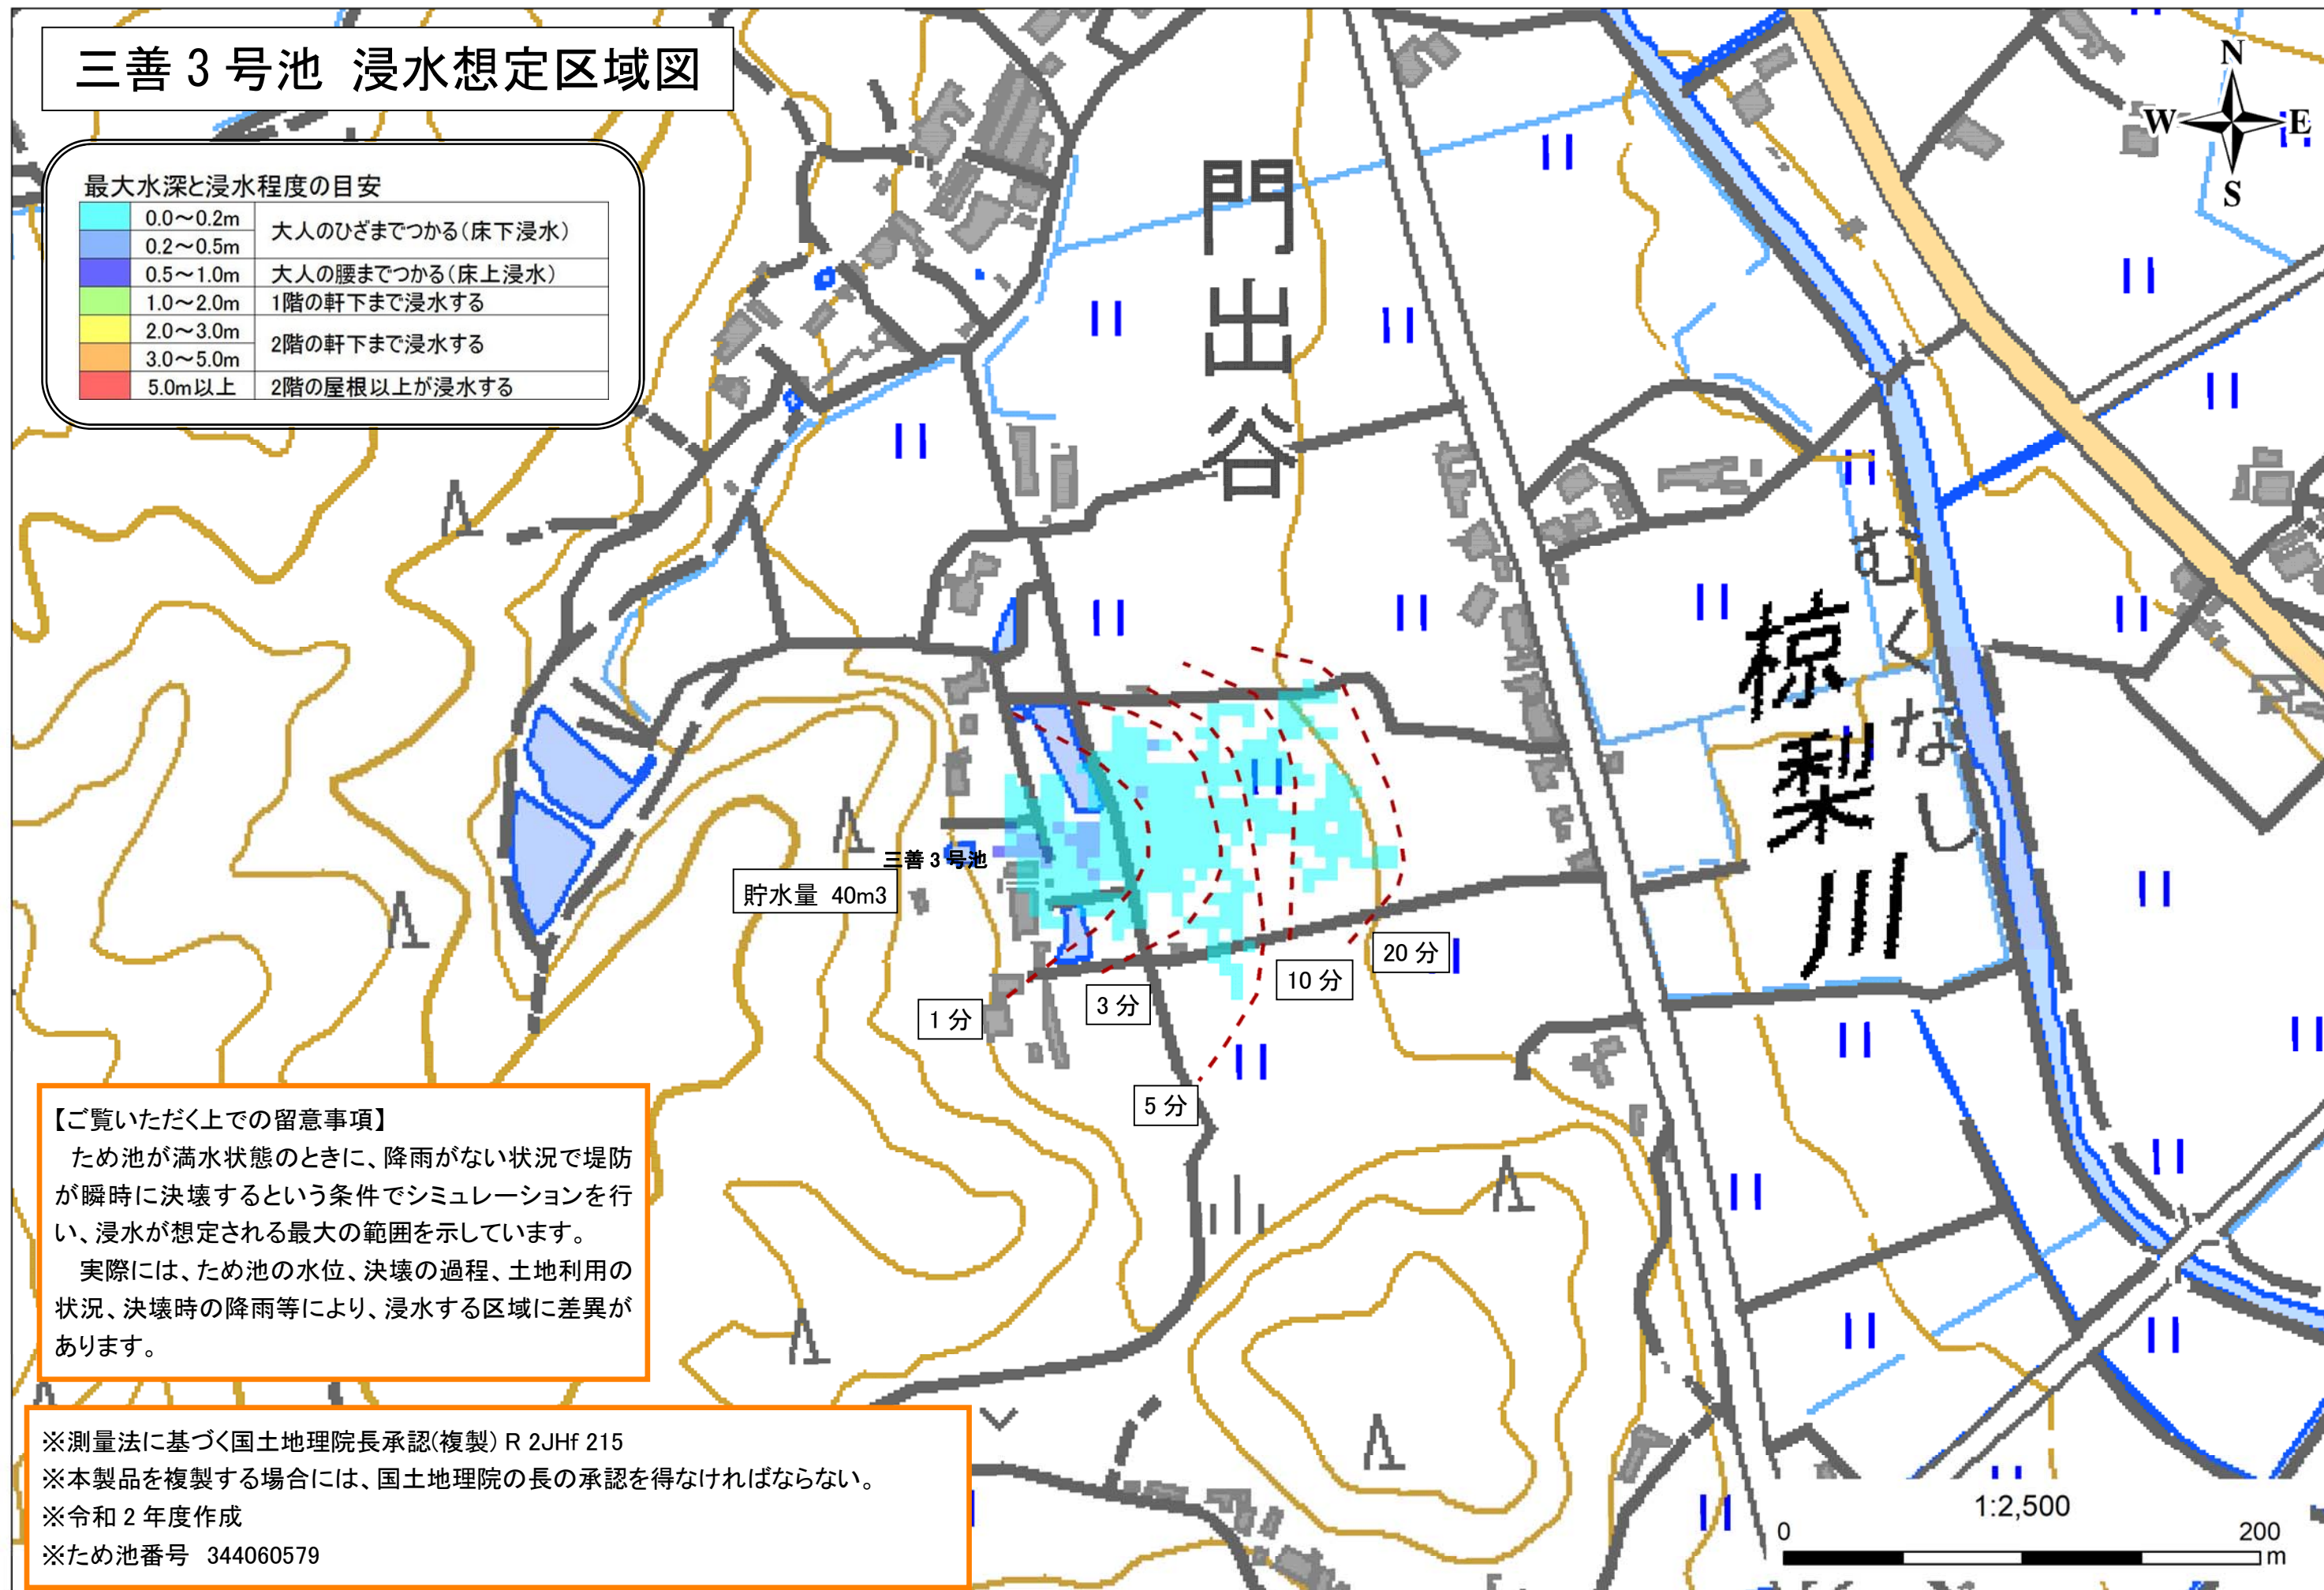 三善3号池 浸水想定区域図
最大水深と浸水程度の目安
0.0～0.2m
大人のひざまでつかる(床下浸水)
0.2～0.5m
0.5～1.0m 大人の腰までつかる(床上浸水)
1.0～2.0m 1階の軒下まで浸水する
2.0～3.0m
2階の軒下まで浸水する
3.0～5.0m
5.0m以上 2階の屋根以上が浸水する
N
W E
S
門出谷
むくなし
椋梨川
三善3号池
貯水量 40m3
1分
3分
5分
10分
20分
【ご覧いただく上での留意事項】
ため池が満水状態のときに、降雨がない状況で堤防
が瞬時に決壊するという条件でシミュレーションを行
い、浸水が想定される最大の範囲を示しています。
実際には、ため池の水位、決壊の過程、土地利用の
状況、決壊時の降雨等により、浸水する区域に差異が
あります。
※測量法に基づく国土地理院長承認(複製) R 2JHf 215
※本製品を複製する場合には、国土地理院の長の承認を得なければならない。
※令和2年度作成
※ため池番号 344060579
1:2,500
0 200
m